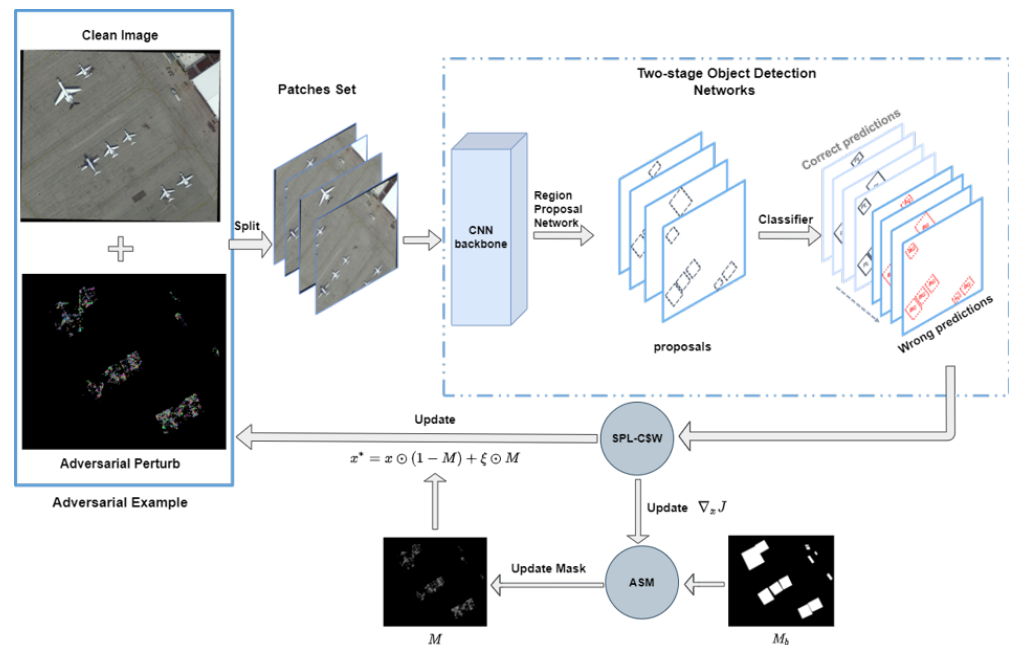 Clean Image
Adversarial Perturb
Adversarial Example
Split
Patches Set
Two-stage Object Detection
Networks
CNN
backbone
Region
Proposal
Network
proposals
Classifier
Correct predictions
Wrong predictions
SPL-C$W
Update
x* = x ⊙ (1 − M) + ξ ⊙ M
Update ∇ₓJ
ASM
Update Mask
M
M_b